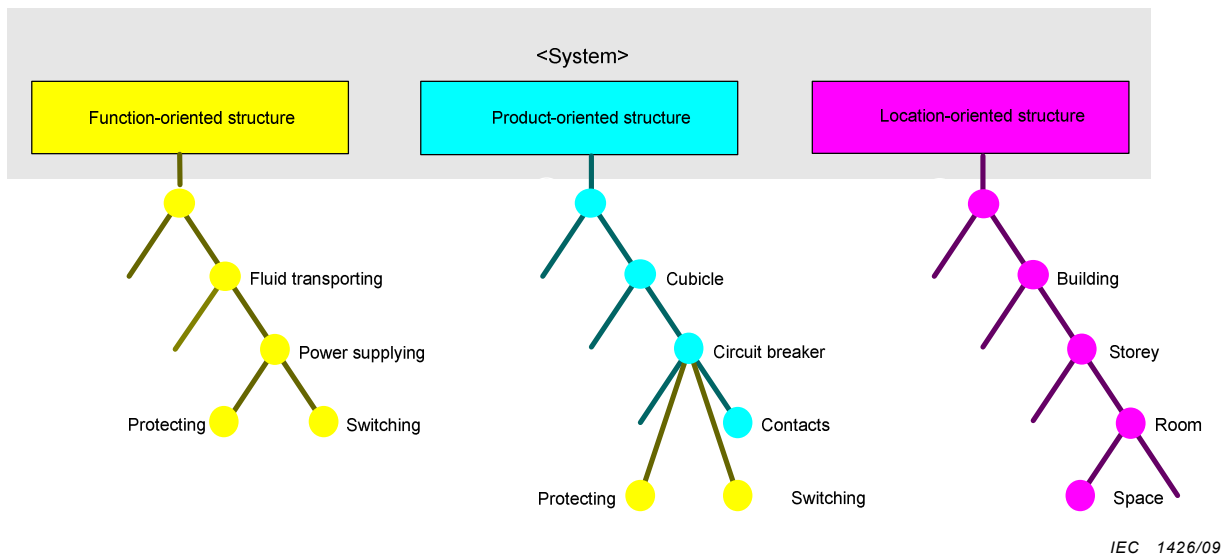 <System>
Function-oriented structure
Product-oriented structure
Location-oriented structure
Fluid transporting
Cubicle
Building
Power supplying
Circuit breaker
Storey
Protecting
Switching
Contacts
Room
Protecting
Switching
Space
IEC 1426/09